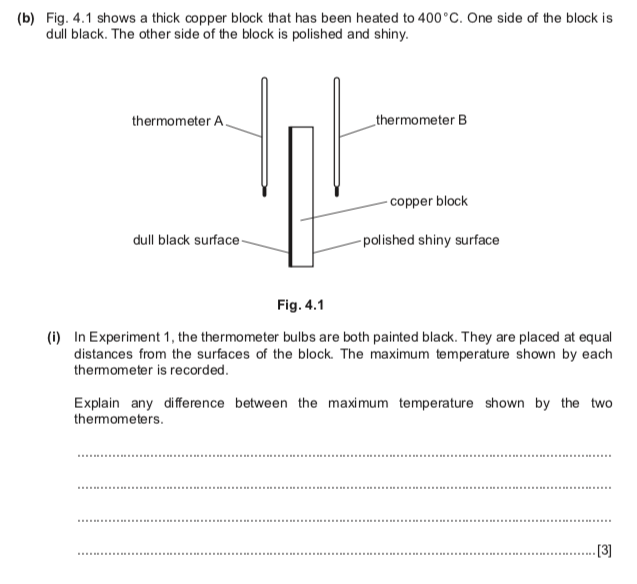 (b) Fig. 4.1 shows a thick copper block that has been heated to 400°C. One side of the block is
dull black. The other side of the block is polished and shiny.
thermometer A
thermometer B
copper block
dull black surface
polished shiny surface
Fig. 4.1
(i) In Experiment 1, the thermometer bulbs are both painted black. They are placed at equal
distances from the surfaces of the block. The maximum temperature shown by each
thermometer is recorded.
Explain any difference between the maximum temperature shown by the two
thermometers.
[3]